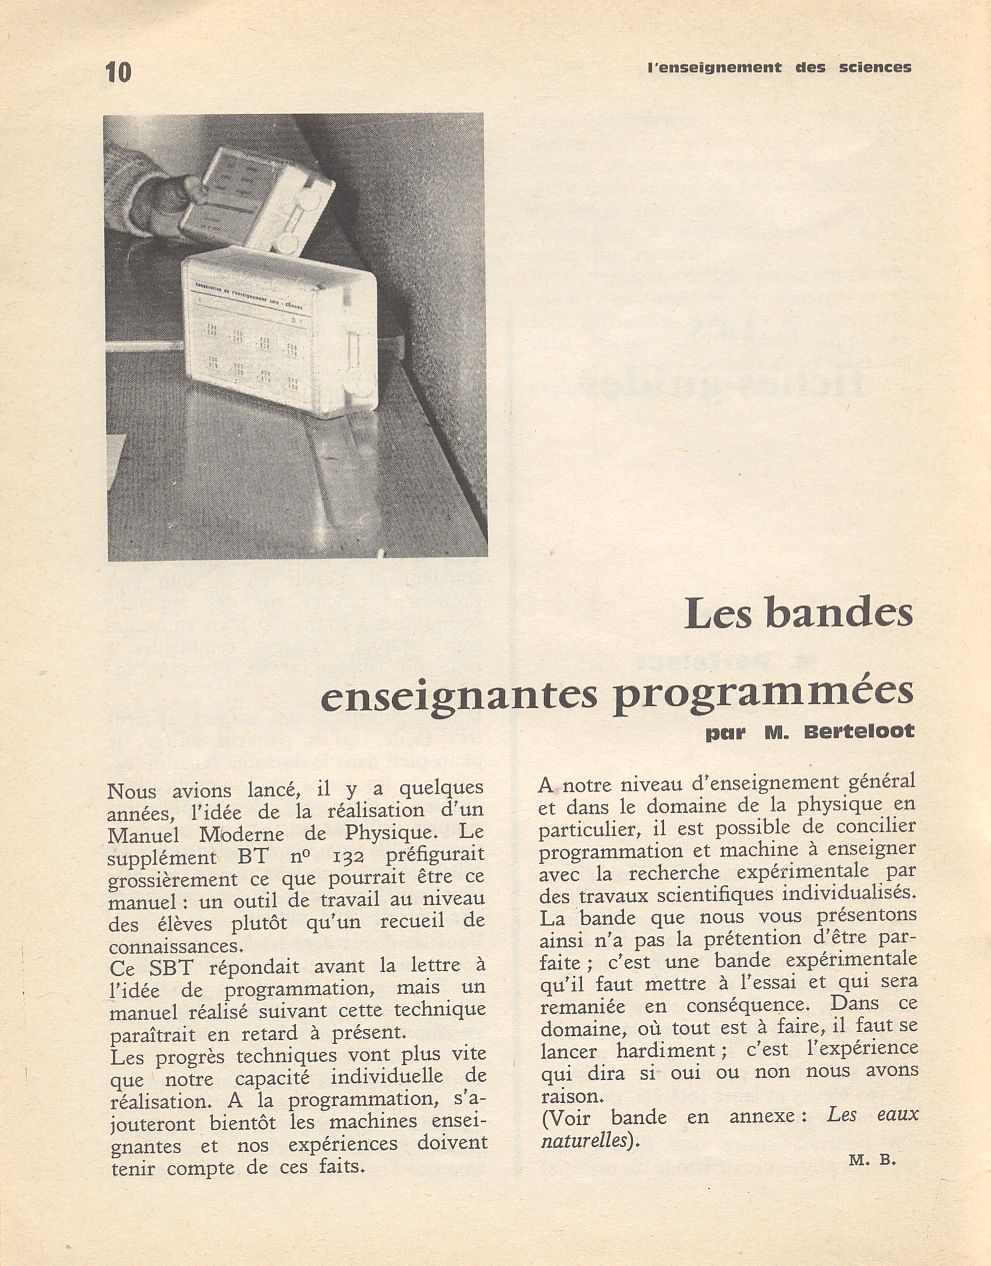 10
l'enseignement des sciences
Les bandes
enseignantes programmées
par M. Berteloot
Nous avions lancé, il y a quelques
années, l'idée de la réalisation d'un
Manuel Moderne de Physique. Le
supplément BT nº 132 préfigurait
grossièrement ce que pourrait être ce
manuel : un outil de travail au niveau
des élèves plutôt qu'un recueil de
connaissances.
Ce SBT répondait avant la lettre à
l'idée de programmation, mais un
manuel réalisé suivant cette technique
paraîtrait en retard à présent.
Les progrès techniques vont plus vite
que notre capacité individuelle de
réalisation. A la programmation, s'a-
jouteront bientôt les machines ensei-
gnantes et nos expériences doivent
tenir compte de ces faits.
A notre niveau d'enseignement général
et dans le domaine de la physique en
particulier, il est possible de concilier
programmation et machine à enseigner
avec la recherche expérimentale par
des travaux scientifiques individualisés.
La bande que nous vous présentons
ainsi n'a pas la prétention d'être par-
faite ; c'est une bande expérimentale
qu'il faut mettre à l'essai et qui sera
remaniée en conséquence. Dans ce
domaine, où tout est à faire, il faut se
lancer hardiment ; c'est l'expérience
qui dira si oui ou non nous avons
raison.
(Voir bande en annexe : Les eaux
naturelles).
M. B.